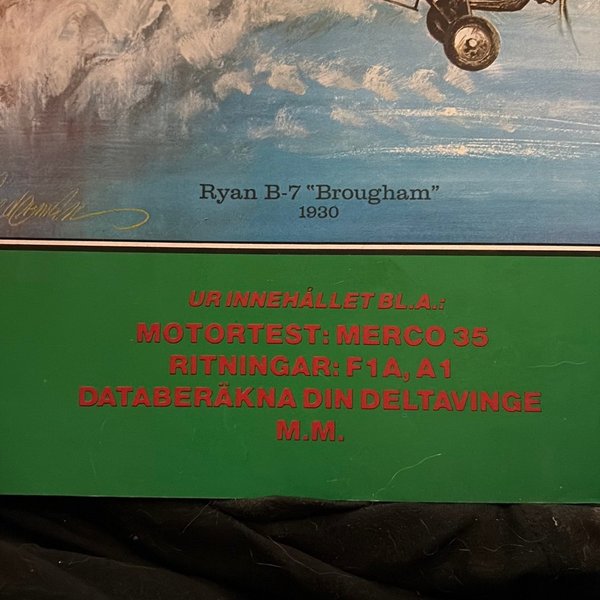 Ryan B-7 "Brougham"
1930
UR INNEHÅLLET BL.A.:
MOTORTEST: MERCO 35
RITNINGAR: F1A, A1
DATABERÄKNA DIN DELTAVINGE
M.M.